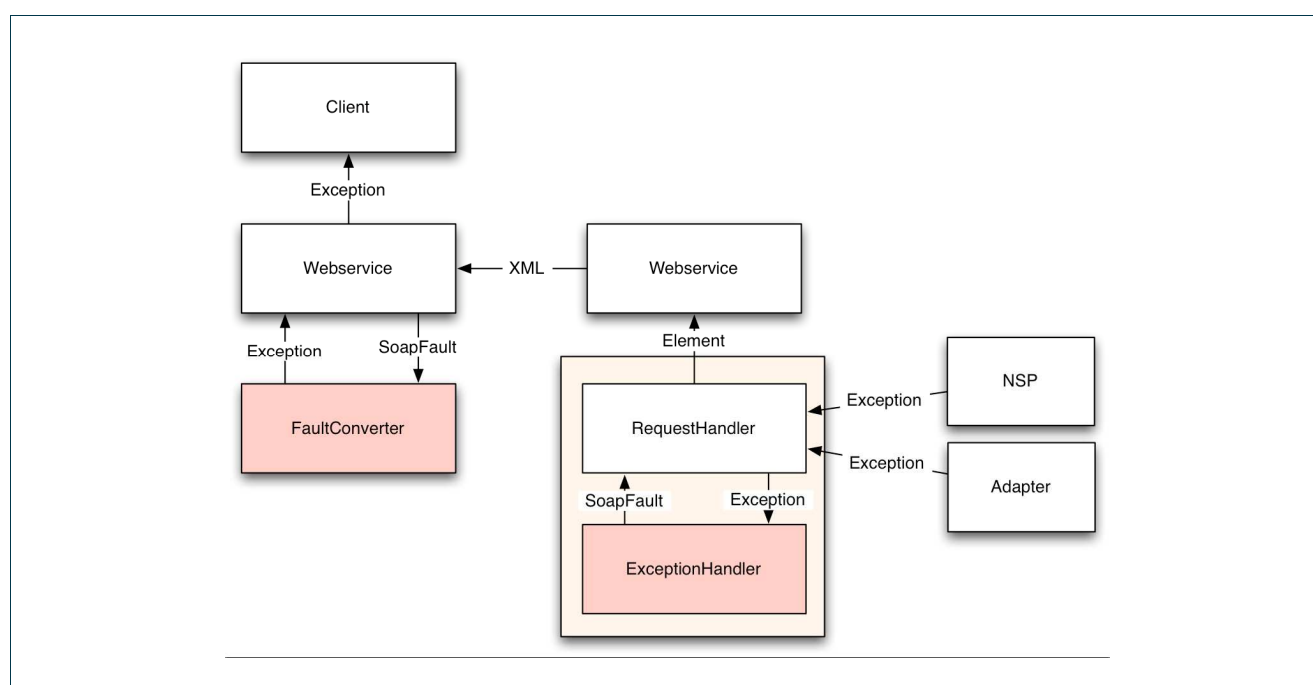 Client
Exception
Webservice
XML
Webservice
Exception
SoapFault
Element
FaultConverter
RequestHandler
Exception
NSP
Exception
Adapter
SoapFault
Exception
ExceptionHandler